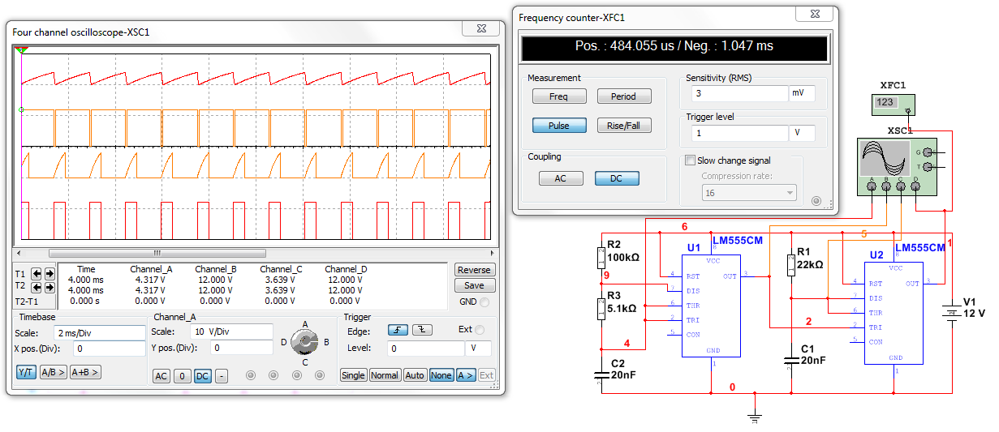 Four channel oscilloscope-XSC1
Time Channel_A Channel_B Channel_C Channel_D
T1 4.000 ms 4.317 V 12.000 V 3.639 V 12.000 V
T2 4.000 ms 4.317 V 12.000 V 3.639 V 12.000 V
T2-T1 0.000 s 0.000 V 0.000 V 0.000 V 0.000 V
Reverse
Save
GND
Timebase
Scale: 2 ms/Div
X pos.(Div): 0
Y/T A/B > A+B >
Channel_A
Scale: 10 V/Div
Y pos.(Div): 0
AC 0 DC -
A
D B
C
Trigger
Edge: Ext
Level: 0 V
Single Normal Auto None A > Ext
Frequency counter-XFC1
Pos. : 484.055 us / Neg. : 1.047 ms
Measurement
Freq Period
Pulse Rise/Fall
Coupling
AC DC
Sensitivity (RMS)
3 mV
Trigger level
1 V
Slow change signal
Compression rate:
16
XFC1
123
XSC1
G
T
A B C D
6
5
1
R2
100kΩ
9
R3
5.1kΩ
4
C2
20nF
U1
LM555CM
8
VCC
4 RST OUT 3
7 DIS
6 THR
2 TRI
5 CON
GND
1
R1
22kΩ
2
C1
20nF
0
U2
LM555CM
8
VCC
4 RST OUT 3
7 DIS
6 THR
2 TRI
5 CON
GND
1
V1
12 V